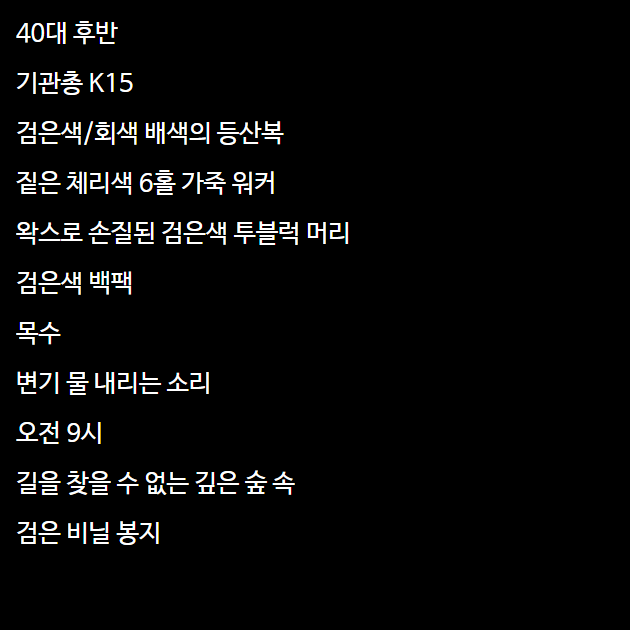 40대 후반
기관총 K15
검은색/회색 배색의 등산복
짙은 체리색 6홀 가죽 워커
왁스로 손질된 검은색 투블럭 머리
검은색 백팩
목수
변기 물 내리는 소리
오전 9시
길을 찾을 수 없는 깊은 숲 속
검은 비닐 봉지